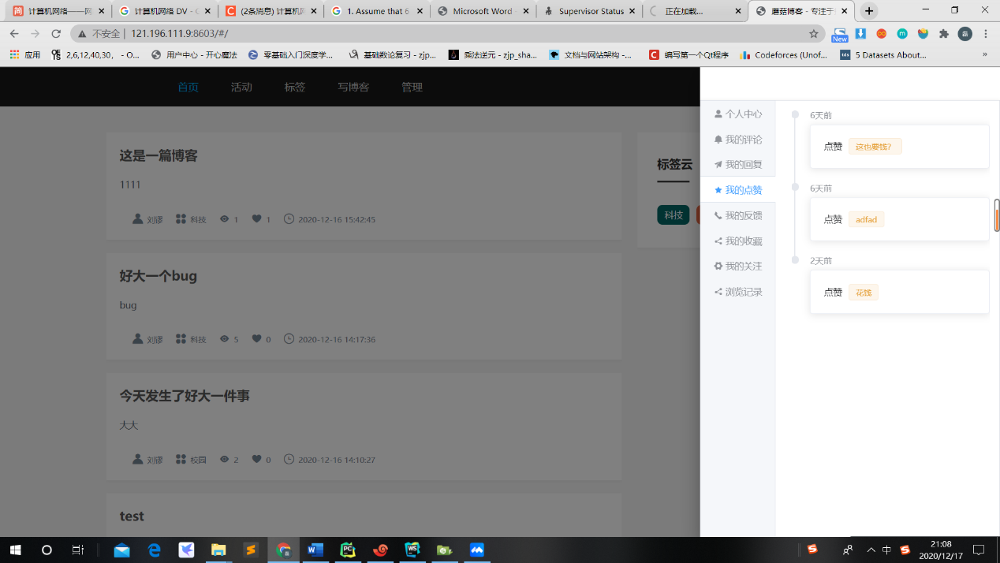 计算机网络——网
计算机网络 DV - G
(2条消息) 计算机网
1. Assume that 6
Microsoft Word
Supervisor Status
正在加载...
蘑菇博客 - 专注于
不安全 | 121.196.111.9:8603/#/
New
应用
2,6,12,40,30, - O...
用户中心 - 开心魔法
零基础入门深度学...
基础数论复习 - zjp...
乘法逆元 - zjp_sha...
文档与网站架构 -...
编写第一个Qt程序
Codeforces (Unof...
5 Datasets About...
»
首页 活动 标签 写博客 管理
这是一篇博客
1111
刘謬 科技 1 1 2020-12-16 15:42:45
好大一个bug
bug
刘謬 科技 5 0 2020-12-16 14:17:36
今天发生了好大一件事
大大
刘謬 校园 2 0 2020-12-16 14:10:27
test
标签云
科技
个人中心
我的评论
我的回复
我的点赞
我的反馈
我的收藏
我的关注
浏览记录
6天前
点赞 这也要钱?
6天前
点赞 adfad
2天前
点赞 花钱
中
21:08
2020/12/17